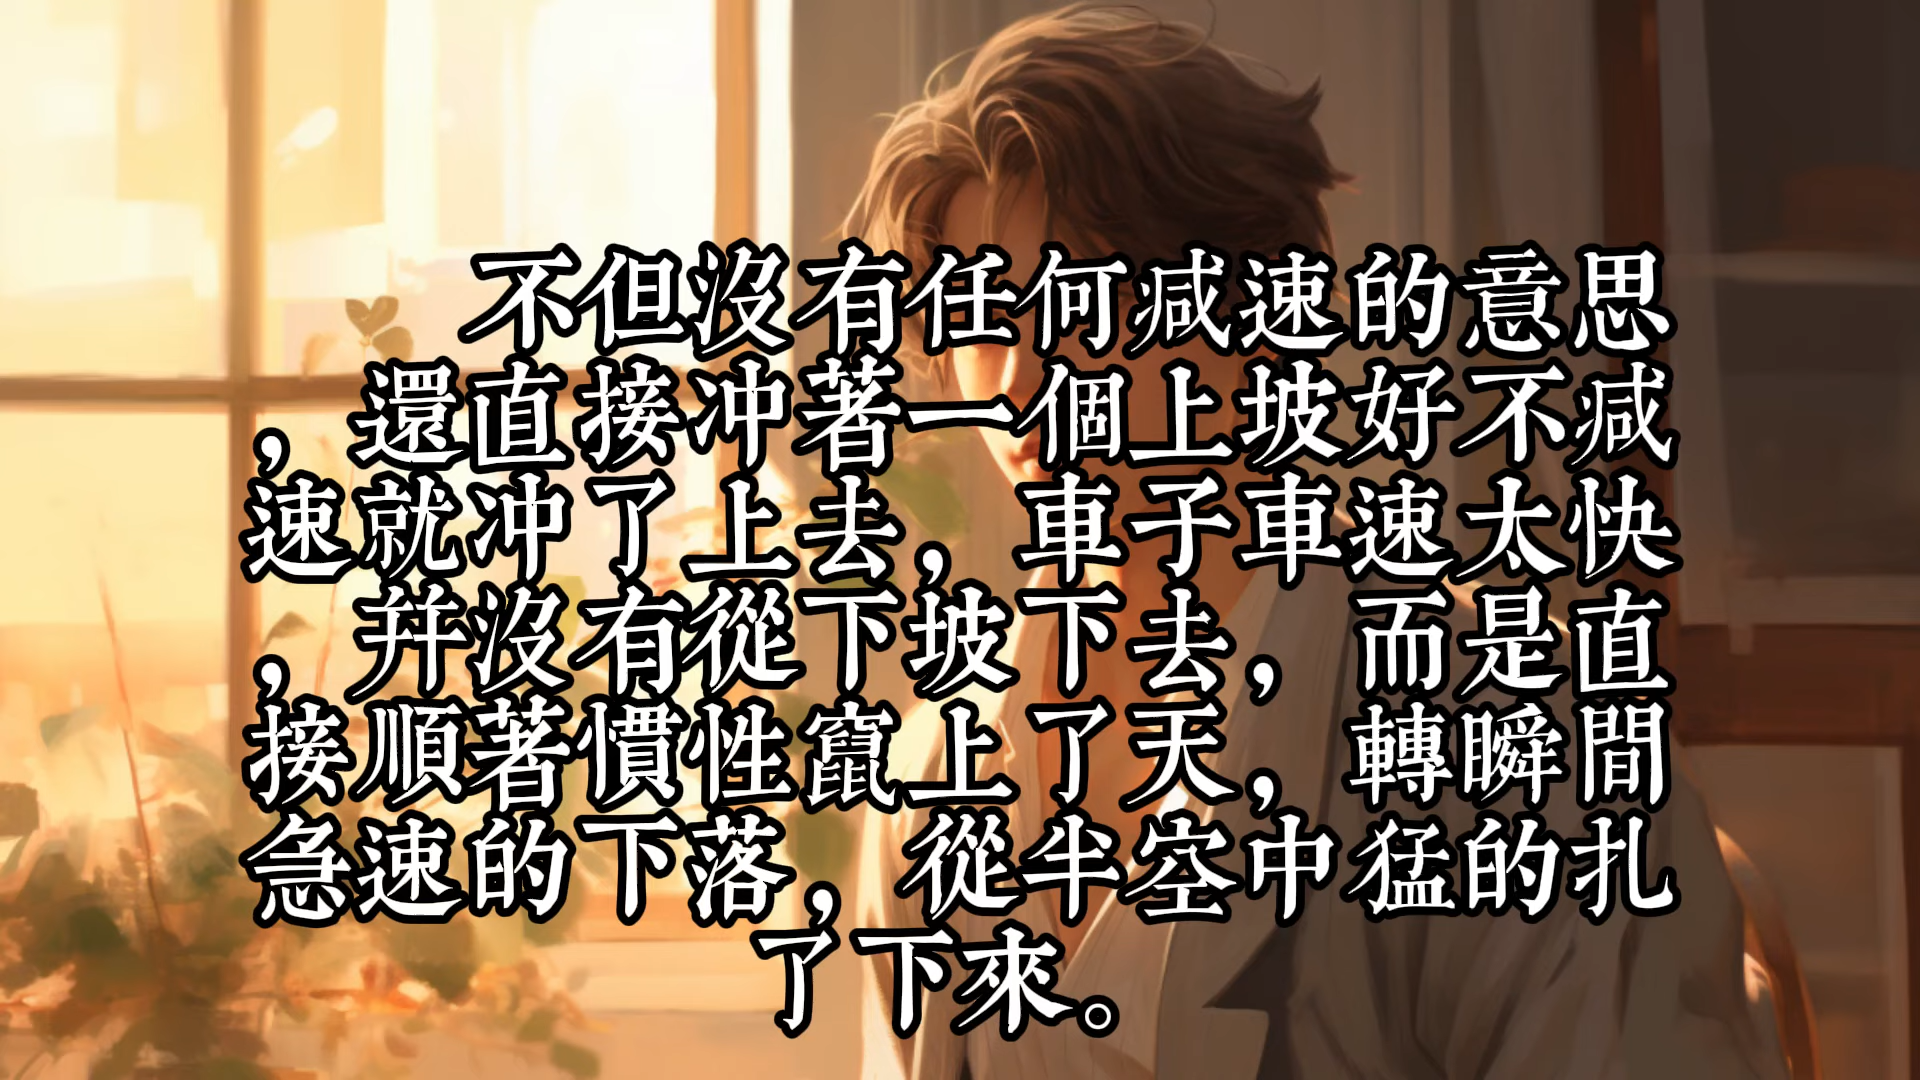 不但沒有任何减速的意思
，還直接冲著一個上坡好不减
速就冲了上去，車子車速太快
，并沒有從下坡下去，而是直
接順著慣性竄上了天，轉瞬間
急速的下落，從半空中猛的扎
了下來。